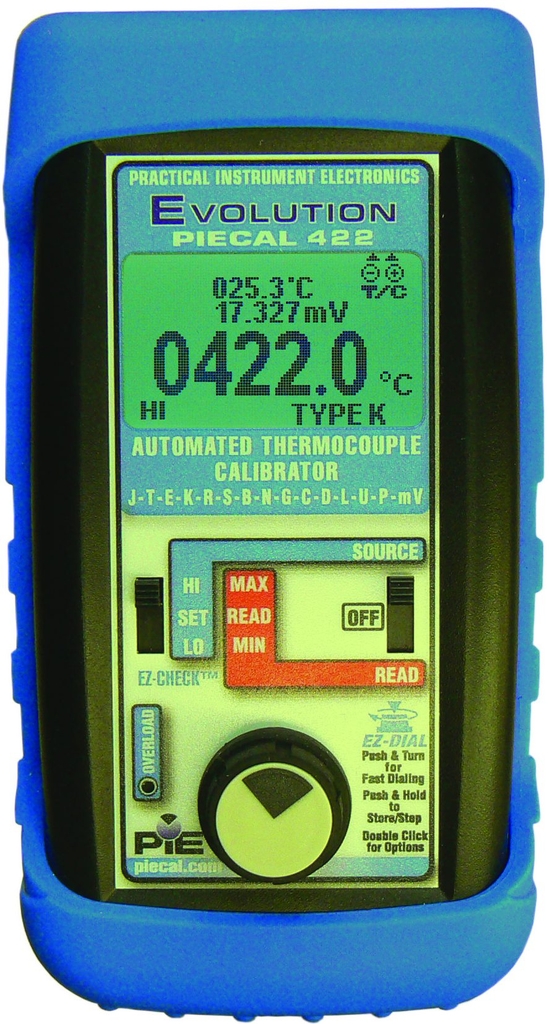 PRACTICAL INSTRUMENT ELECTRONICS
EVOLUTION
PIECAL 422
025.3°C
T/C
17.327mV
0422.0 °C
HI TYPE K
AUTOMATED THERMOCOUPLE
CALIBRATOR
J-T-E-K-R-S-B-N-G-C-D-L-U-P-mV
SOURCE
HI MAX
SET READ OFF
LO MIN
EZ-CHECK™ READ
OVERLOAD
EZ-DIAL
Push & Turn
for
Fast Dialing
Push & Hold
to
Store/Step
Double Click
for Options
PIE
piecal.com